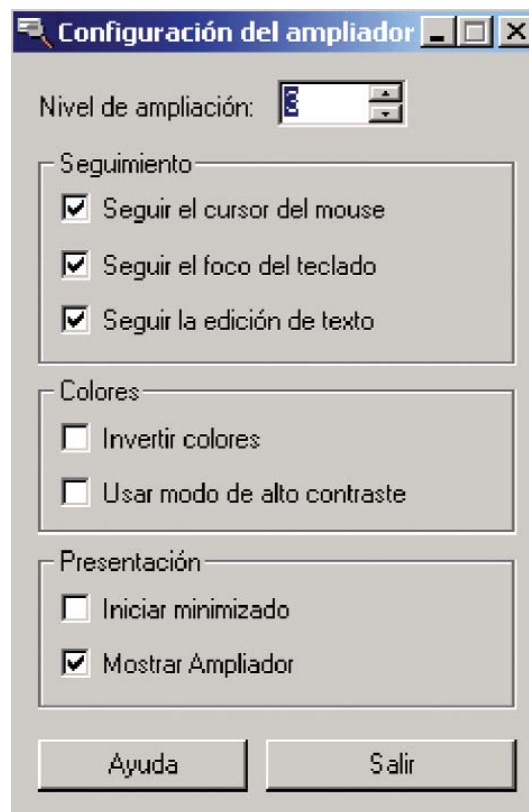 Configuración del ampliador
Nivel de ampliación: 3
Seguimiento
Seguir el cursor del mouse
Seguir el foco del teclado
Seguir la edición de texto
Colores
Invertir colores
Usar modo de alto contraste
Presentación
Iniciar minimizado
Mostrar Ampliador
Ayuda Salir